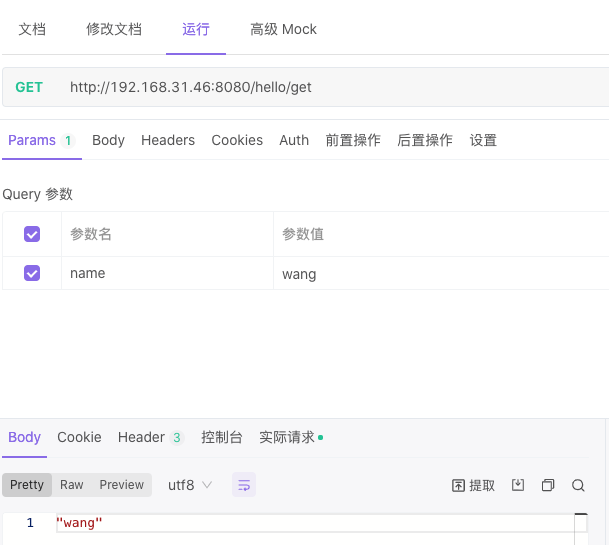 文档 修改文档 运行 高级 Mock
GET http://192.168.31.46:8080/hello/get
Params 1 Body Headers Cookies Auth 前置操作 后置操作 设置
Query 参数
参数名 参数值
name wang
Body Cookie Header 3 控制台 实际请求
Pretty Raw Preview utf8 提取
1 "wang"